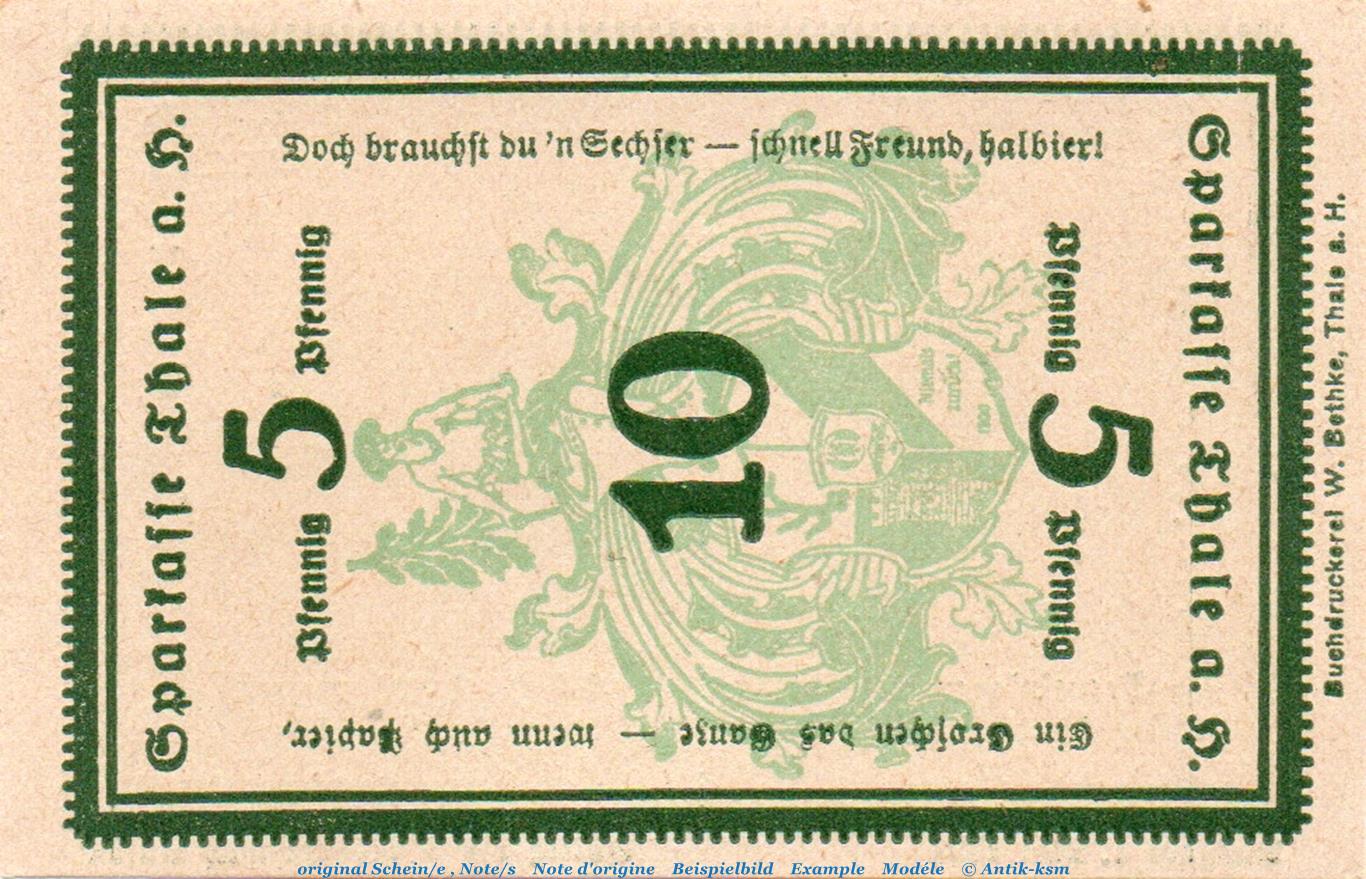 Doch brauchst du 'n Sechser — schnell Freund, halbier!
Ein Groschen das Ganze — wenn auch Papier,
Sparkasse Thale a. H.
Pfennig 5 Pfennig
10
Pfennig 5 Pfennig
Sparkasse Thale a. H.
Buchdruckerei W. Bethke, Thale a. H.
original Schein/e , Note/s Note d'origine Beispielbild Example Modéle © Antik-ksm